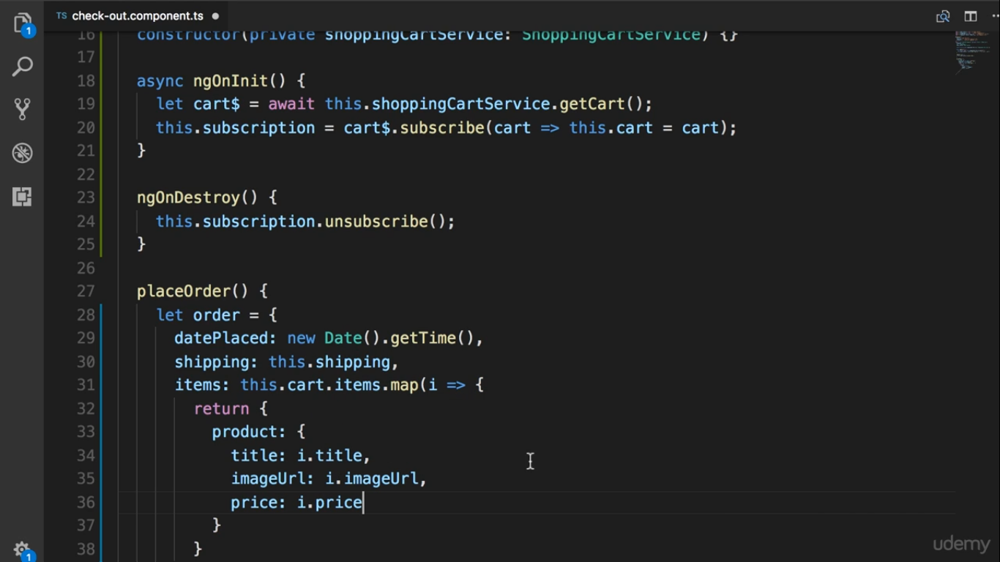 TS check-out.component.ts
1
16 constructor(private shoppingCartService: ShoppingCartService) {}
17
18 async ngOnInit() {
19 let cart$ = await this.shoppingCartService.getCart();
20 this.subscription = cart$.subscribe(cart => this.cart = cart);
21 }
22
23 ngOnDestroy() {
24 this.subscription.unsubscribe();
25 }
26
27 placeOrder() {
28 let order = {
29 datePlaced: new Date().getTime(),
30 shipping: this.shipping,
31 items: this.cart.items.map(i => {
32 return {
33 product: {
34 title: i.title,
35 imageUrl: i.imageUrl,
36 price: i.price
37 }
38 }
1
udemy